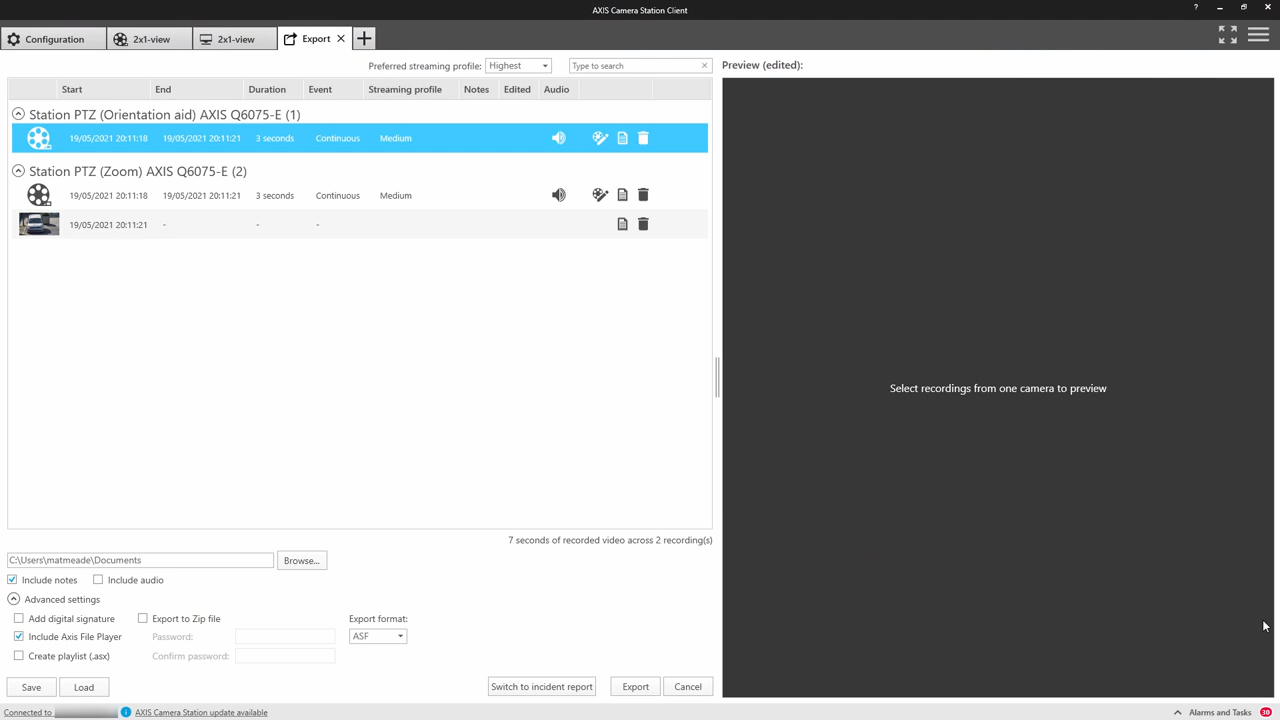 AXIS Camera Station Client
?
Configuration 2x1-view 2x1-view Export
Preferred streaming profile: Highest Type to search Preview (edited):
Start End Duration Event Streaming profile Notes Edited Audio
Station PTZ (Orientation aid) AXIS Q6075-E (1)
19/05/2021 20:11:18 19/05/2021 20:11:21 3 seconds Continuous Medium
Station PTZ (Zoom) AXIS Q6075-E (2)
19/05/2021 20:11:18 19/05/2021 20:11:21 3 seconds Continuous Medium
19/05/2021 20:11:21 - - -
Select recordings from one camera to preview
7 seconds of recorded video across 2 recording(s)
C:\Users\matmeade\Documents Browse...
Include notes Include audio
Advanced settings
Add digital signature Export to Zip file Export format:
Include Axis File Player Password: ASF
Create playlist (.asx) Confirm password:
Save Load Switch to incident report Export Cancel
Connected to AXIS Camera Station update available Alarms and Tasks 30